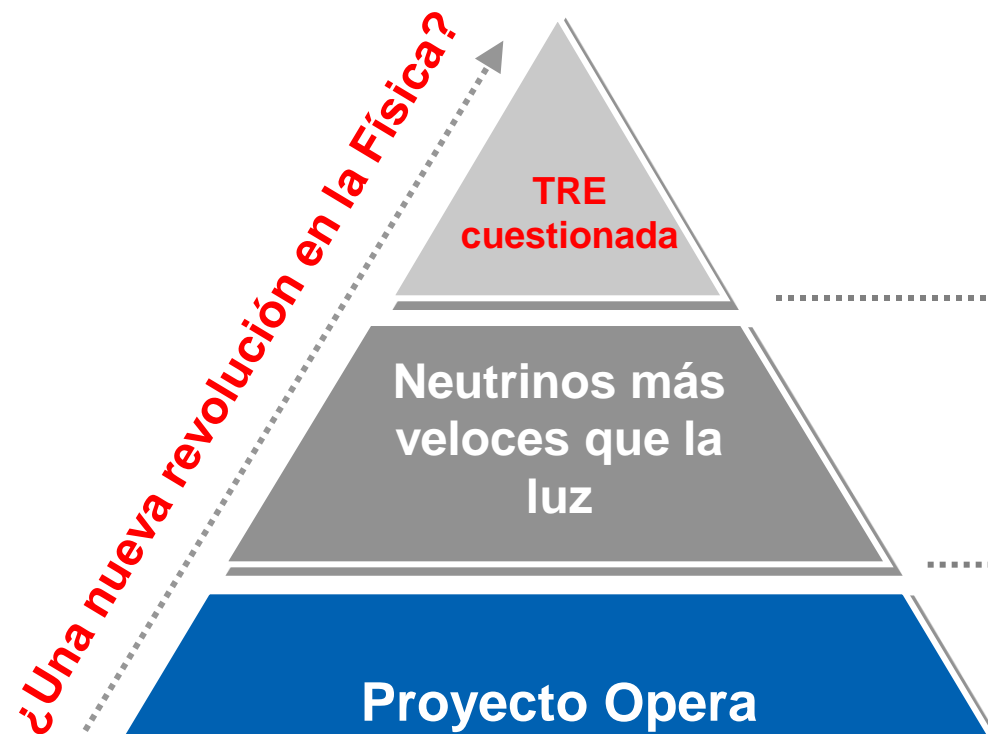 ¿Una nueva revolución en la Física?
TRE
cuestionada
Neutrinos más
veloces que la
luz
Proyecto Opera